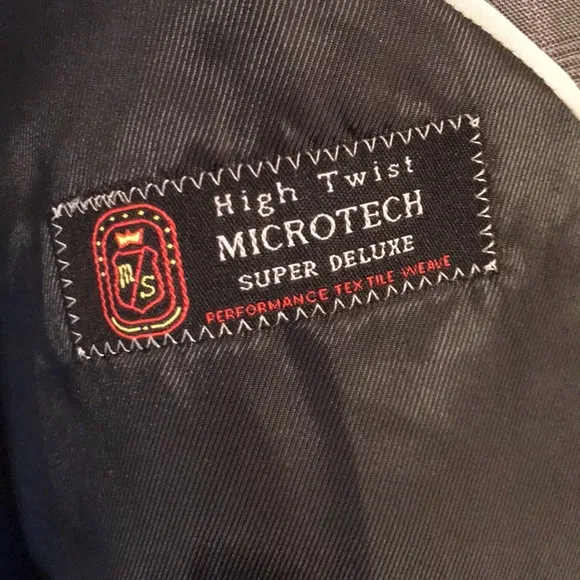 High Twist
MICROTECH
SUPER DELUXE
PERFORMANCE TEXTILE WEAVE
m S